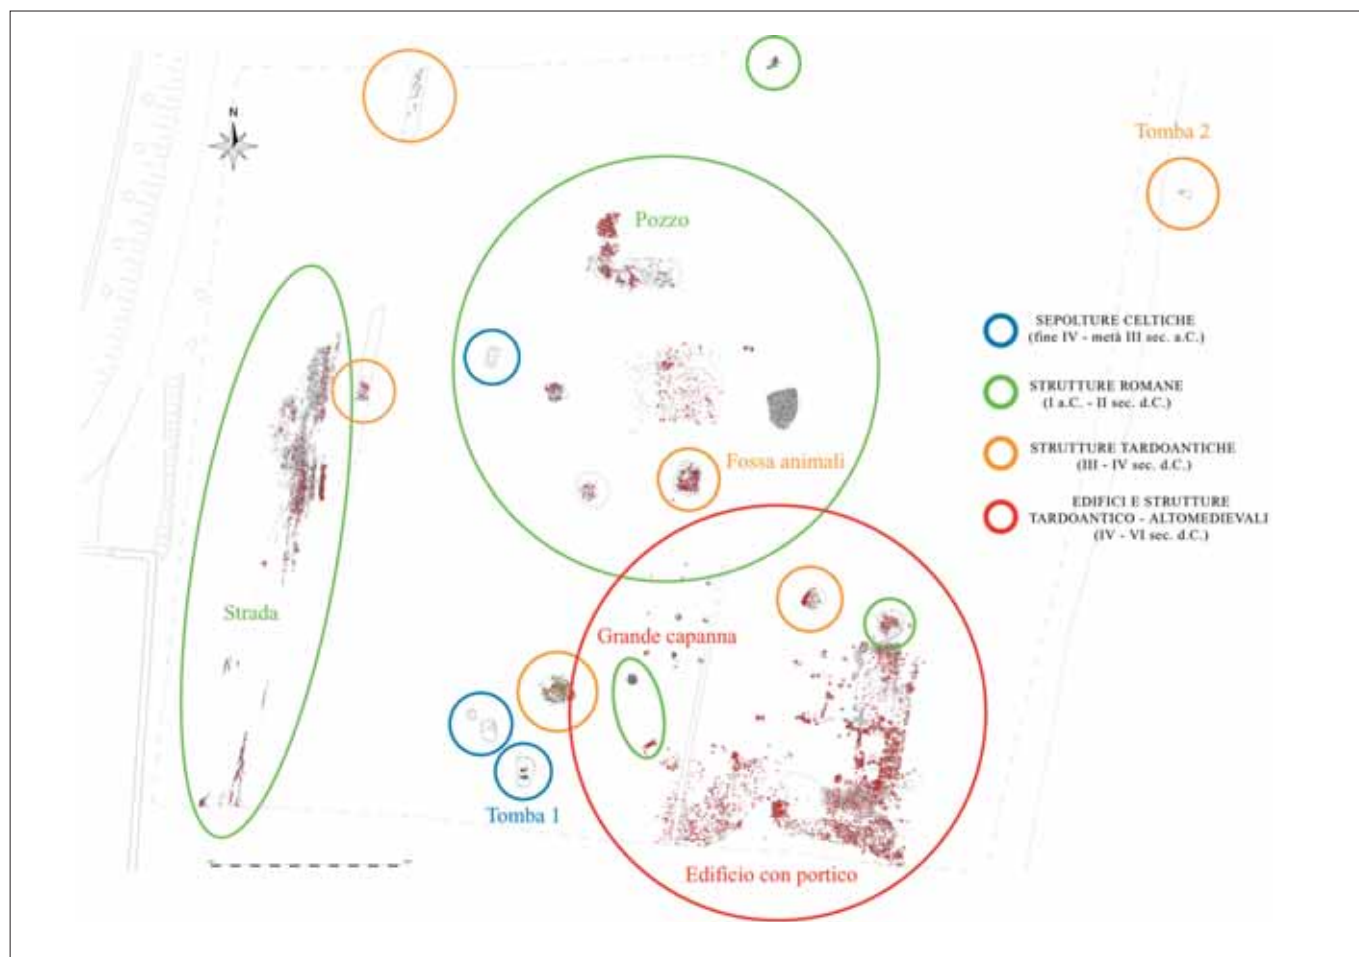 N
Tomba 2
Pozzo
SEPOLTURE CELTICHE
(fine IV - metà III sec. a.C.)
STRUTTURE ROMANE
(I a.C. - II sec. d.C.)
STRUTTURE TARDOANTICHE
(III - IV sec. d.C.)
EDIFICI E STRUTTURE
TARDOANTICO - ALTOMEDIEVALI
(IV - VI sec. d.C.)
Fossa animali
Strada
Grande capanna
Tomba 1
Edificio con portico